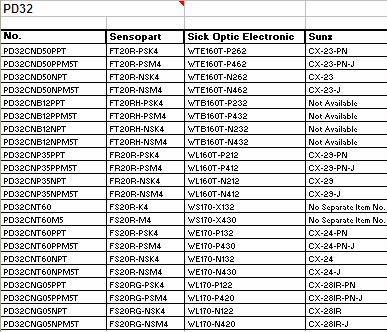 PD32
No. Sensopart Sick Optic Electronic Sunx
PD32CND50PPT FT20R-PSK4 WTE160T-P262 CX-23-PN
PD32CND50PPM5T FT20R-PSM4 WTE160T-P462 CX-23-PN-J
PD32CND50NPT FT20R-NSK4 WTE160T-N262 CX-23
PD32CND50NPM5T FT20R-NSM4 WTE160T-N462 CX-23-J
PD32CNB12PPT FT20RH-PSK4 WTB160T-P232 Not Available
PD32CNB12PPM5T FT20RH-PSM4 WTB160T-P432 Not Available
PD32CNB12NPT FT20RH-NSK4 WTB160T-N232 Not Available
PD32CNB12NPM5T FT20RH-NSM4 WTB160T-N432 Not Available
PD32CNP35PPT FR20R-PSK4 WL160T-P212 CX-29-PN
PD32CNP35PPM5T FR20R-PSM4 WL160T-P412 CX-29-PN-J
PD32CNP35NPT FR20R-NSK4 WL160T-N212 CX-29
PD32CNP35NPM5T FR20R-NSM4 WL160T-N412 CX-29-J
PD32CNT60 FS20R-K4 WS170-X132 No Separate Item No.
PD32CNT60M5 FS20R-M4 WS170-X430 No Separate Item No.
PD32CNT60PPT FS20R-PSK4 WE170-P132 CX-24-PN
PD32CNT60PPM5T FS20R-PSM4 WE170-P430 CX-24-PN-J
PD32CNT60NPT FS20R-NSK4 WE170-N132 CX-24
PD32CNT60NPM5T FS20R-NSM4 WE170-N430 CX-24-J
PD32CNG05PPT FS20RG-PSK4 WL170-P122 CX-28IR-PN
PD32CNG05PPM5T FS20RG-PSM4 WL170-P420 CX-28IR-PN-J
PD32CNG05NPT FS20RG-NSK4 WL170-N122 CX-28IR
PD32CNG05NPM5T FS20RG-NSM4 WL170-N420 CX-28IR-J